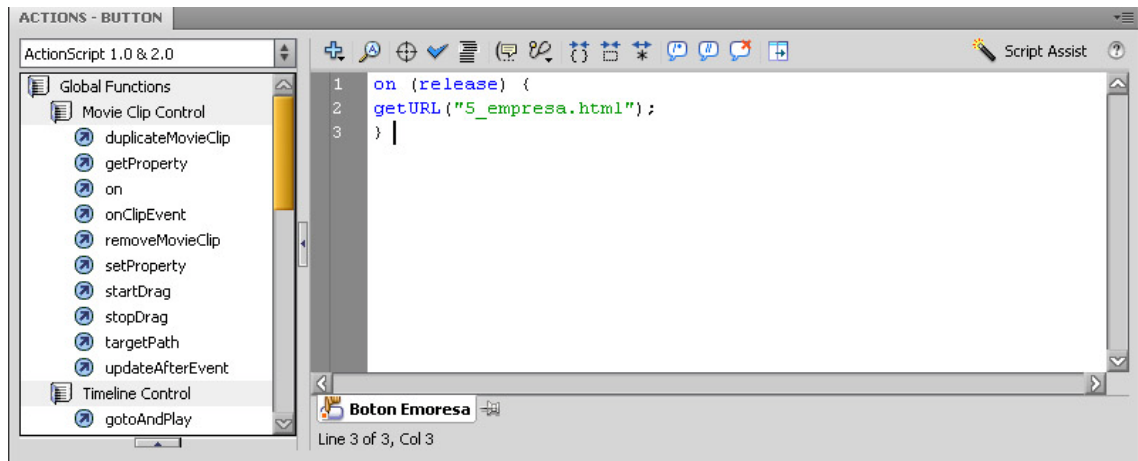 ACTIONS - BUTTON
ActionScript 1.0 & 2.0
Script Assist
Global Functions
Movie Clip Control
duplicateMovieClip
getProperty
on
onClipEvent
removeMovieClip
setProperty
startDrag
stopDrag
targetPath
updateAfterEvent
Timeline Control
gotoAndPlay
1 on (release) {
2 getURL("5_empresa.html");
3 }
Boton Emoresa
Line 3 of 3, Col 3